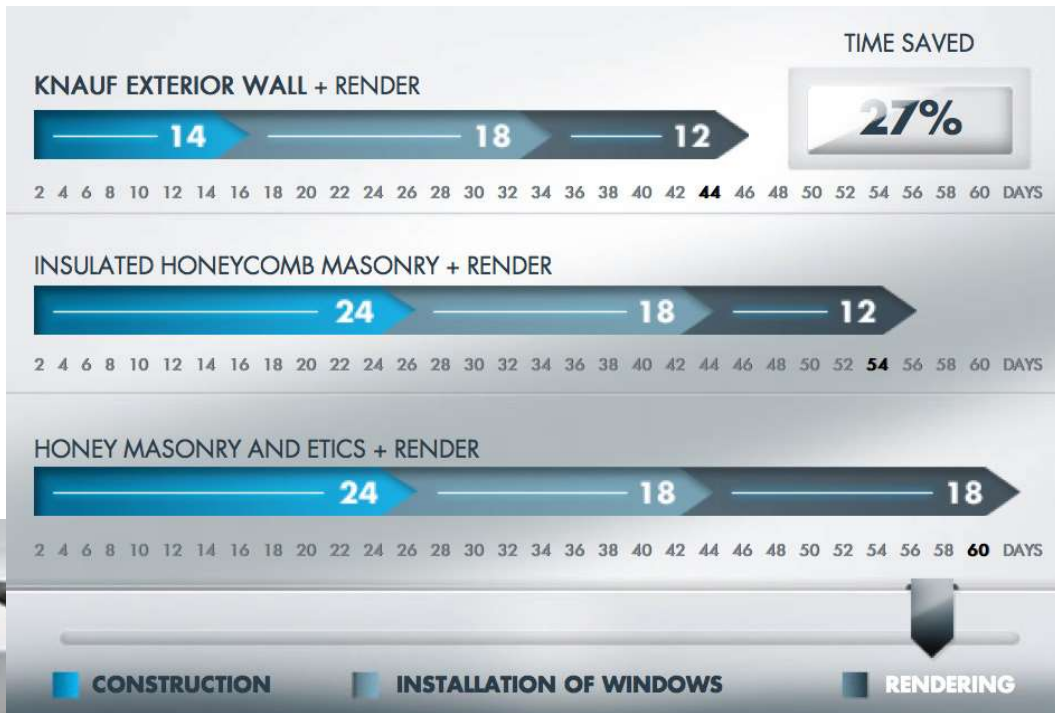 TIME SAVED
27%
KNAUF EXTERIOR WALL + RENDER
14 18 12
2 4 6 8 10 12 14 16 18 20 22 24 26 28 30 32 34 36 38 40 42 44 46 48 50 52 54 56 58 60 DAYS
INSULATED HONEYCOMB MASONRY + RENDER
24 18 12
2 4 6 8 10 12 14 16 18 20 22 24 26 28 30 32 34 36 38 40 42 44 46 48 50 52 54 56 58 60 DAYS
HONEY MASONRY AND ETICS + RENDER
24 18 18
2 4 6 8 10 12 14 16 18 20 22 24 26 28 30 32 34 36 38 40 42 44 46 48 50 52 54 56 58 60 DAYS
CONSTRUCTION INSTALLATION OF WINDOWS RENDERING